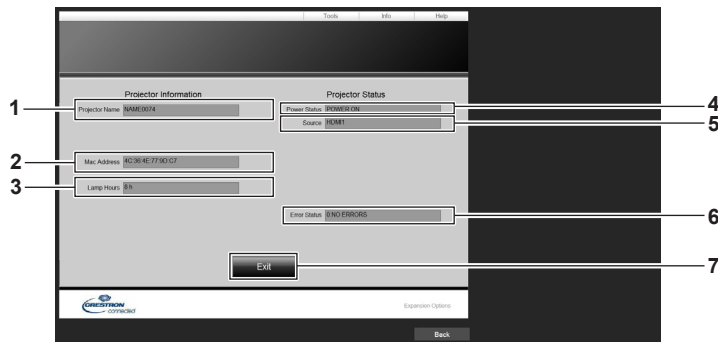 Tools Info Help
Projector Information
Projector Status
1
Projector Name NAME0074
Power Status POWER ON
4
Source HDMI1
5
2
Mac Address 4C:36:4E:77:9D:C7
3
Lamp Hours 8 h
Error Status 0:NO ERRORS
6
Exit
7
CRESTRON
connected
Expansion Options
Back